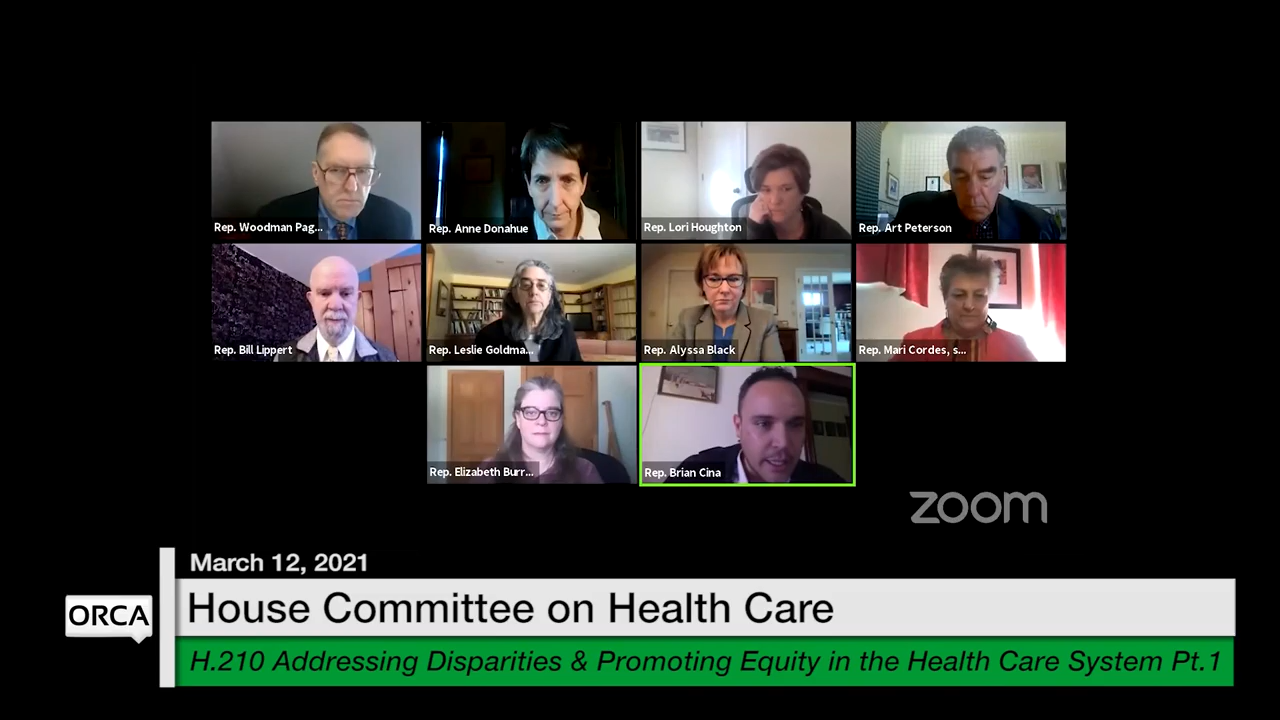 Rep. Woodman Pag...
Rep. Anne Donahue
Rep. Lori Houghton
Rep. Art Peterson
Rep. Bill Lippert
Rep. Leslie Goldma...
Rep. Alyssa Black
Rep. Mari Cordes, s...
Rep. Elizabeth Burr...
Rep. Brian Cina
zoom
March 12, 2021
ORCA
House Committee on Health Care
H.210 Addressing Disparities & Promoting Equity in the Health Care System Pt.1